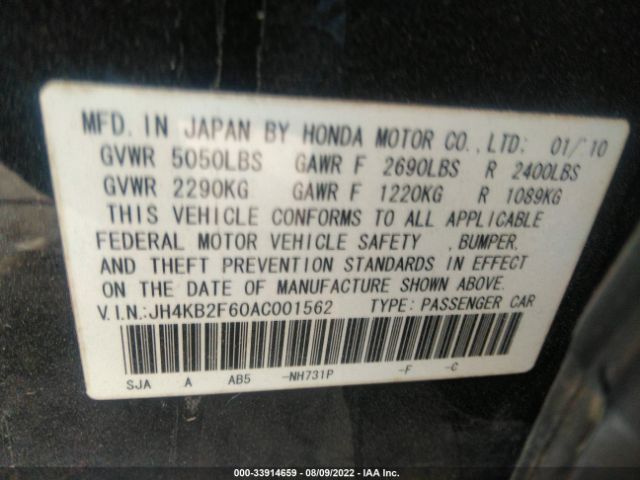 MFD. IN JAPAN BY HONDA MOTOR CO., LTD: 01/10
GVWR 5050LBS GAWR F 2690LBS R 2400LBS
GVWR 2290KG GAWR F 1220KG R 1089KG
THIS VEHICLE CONFORMS TO ALL APPLICABLE
FEDERAL MOTOR VEHICLE SAFETY , BUMPER,
AND THEFT PREVENTION STANDARDS IN EFFECT
ON THE DATE OF MANUFACTURE SHOWN ABOVE.
V.I.N.:JH4KB2F60AC001562 TYPE: PASSENGER CAR
SJA A AB5 -NH731P -F -C
000-33914659 - 08/09/2022 - IAA Inc.